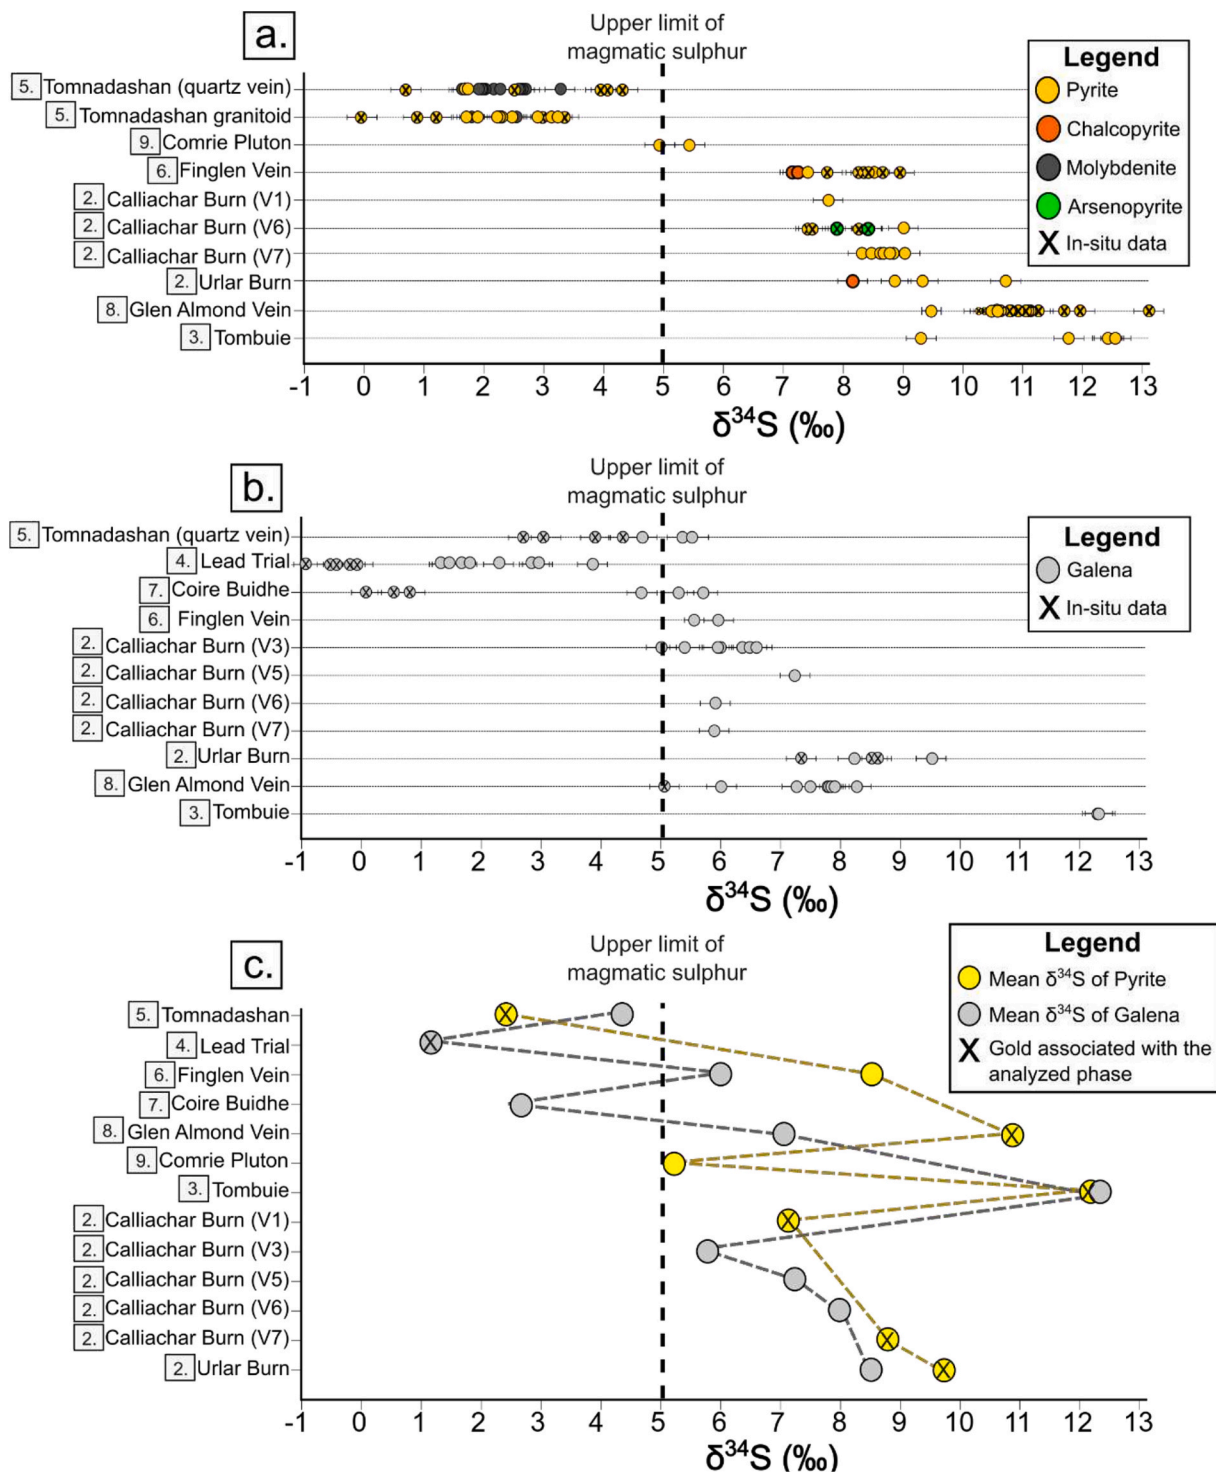 a.
Upper limit of
magmatic sulphur
Legend
Pyrite
Chalcopyrite
Molybdenite
Arsenopyrite
X In-situ data
5. Tomnadashan (quartz vein)
5. Tomnadashan granitoid
9. Comrie Pluton
6. Finglen Vein
2. Calliachar Burn (V1)
2. Calliachar Burn (V6)
2. Calliachar Burn (V7)
2. Urlar Burn
8. Glen Almond Vein
3. Tombuie
-1 0 1 2 3 4 5 6 7 8 9 10 11 12 13
δ³⁴S (‰)
b.
Upper limit of
magmatic sulphur
Legend
Galena
X In-situ data
5. Tomnadashan (quartz vein)
4. Lead Trial
7. Coire Buidhe
6. Finglen Vein
2. Calliachar Burn (V3)
2. Calliachar Burn (V5)
2. Calliachar Burn (V6)
2. Calliachar Burn (V7)
2. Urlar Burn
8. Glen Almond Vein
3. Tombuie
-1 0 1 2 3 4 5 6 7 8 9 10 11 12 13
δ³⁴S (‰)
c.
Upper limit of
magmatic sulphur
Legend
Mean δ³⁴S of Pyrite
Mean δ³⁴S of Galena
X Gold associated with the
analyzed phase
5. Tomnadashan
4. Lead Trial
6. Finglen Vein
7. Coire Buidhe
8. Glen Almond Vein
9. Comrie Pluton
3. Tombuie
2. Calliachar Burn (V1)
2. Calliachar Burn (V3)
2. Calliachar Burn (V5)
2. Calliachar Burn (V6)
2. Calliachar Burn (V7)
2. Urlar Burn
-1 0 1 2 3 4 5 6 7 8 9 10 11 12 13
δ³⁴S (‰)